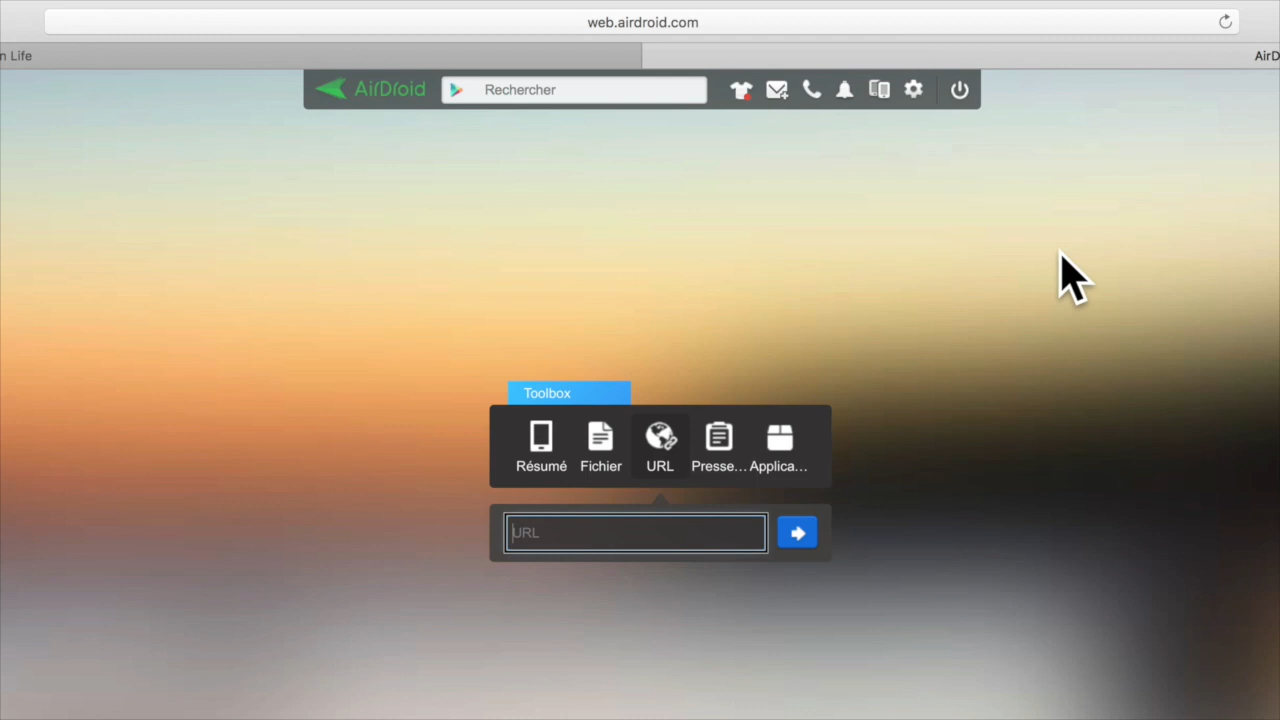 web.airdroid.com
n Life
AirD
AirDroid
Rechercher
Toolbox
Résumé
Fichier
URL
Presse...
Applica...
URL